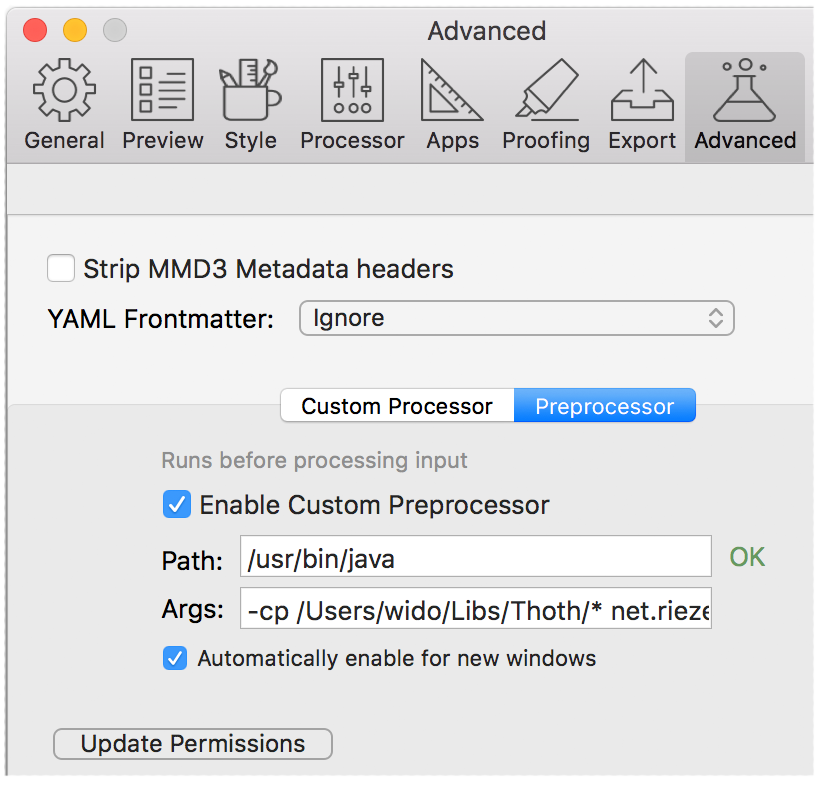 Advanced
General Preview Style Processor Apps Proofing Export Advanced
Strip MMD3 Metadata headers
YAML Frontmatter: Ignore
Custom Processor Preprocessor
Runs before processing input
Enable Custom Preprocessor
Path: /usr/bin/java OK
Args: -cp /Users/wido/Libs/Thoth/* net.rieze
Automatically enable for new windows
Update Permissions